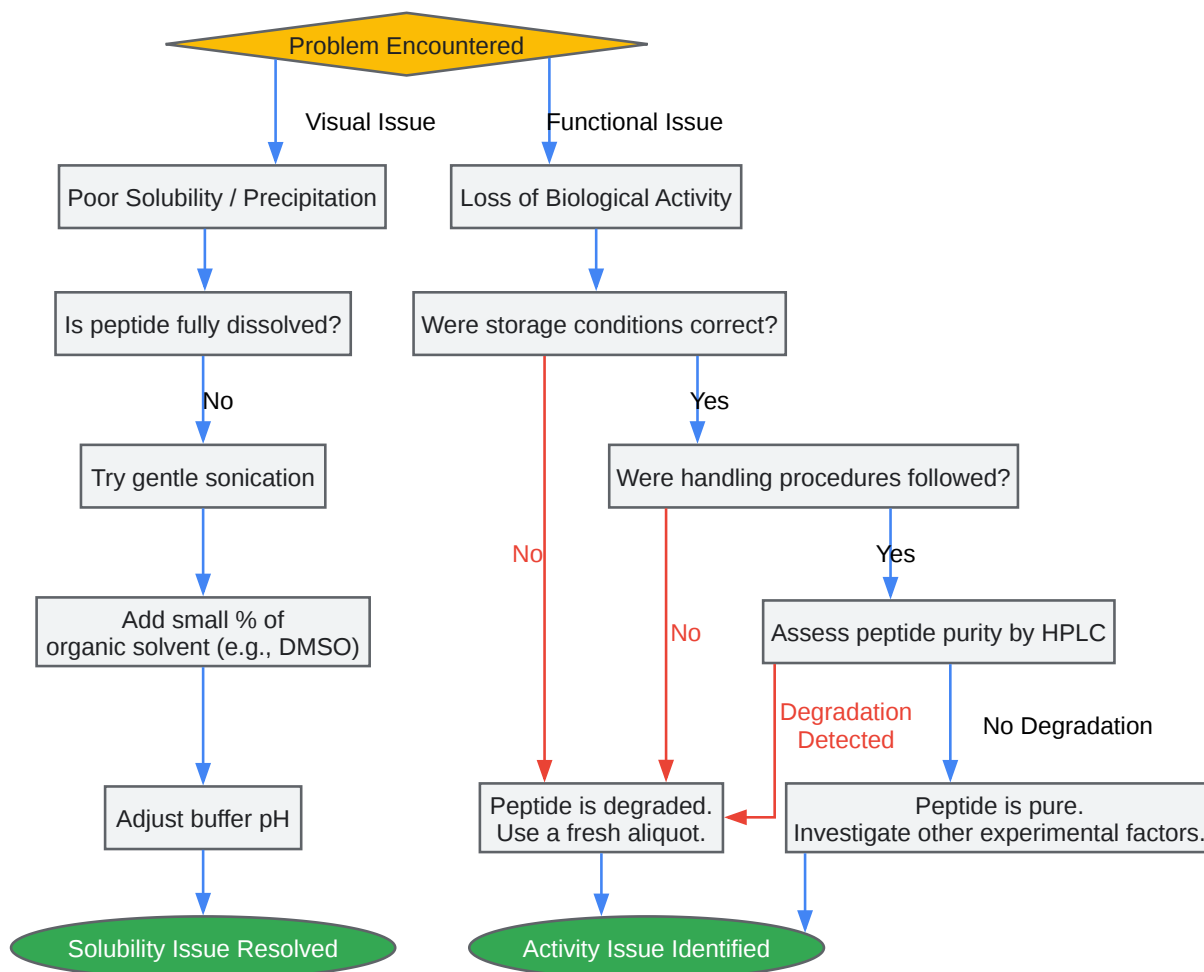 Problem Encountered
Visual Issue
Functional Issue
Poor Solubility / Precipitation
Loss of Biological Activity
Is peptide fully dissolved?
Were storage conditions correct?
No
Yes
Try gentle sonication
Were handling procedures followed?
No
Yes
Add small % of
organic solvent (e.g., DMSO)
No
Assess peptide purity by HPLC
Degradation
Detected
No Degradation
Adjust buffer pH
Peptide is degraded.
Use a fresh aliquot.
Peptide is pure.
Investigate other experimental factors.
Solubility Issue Resolved
Activity Issue Identified